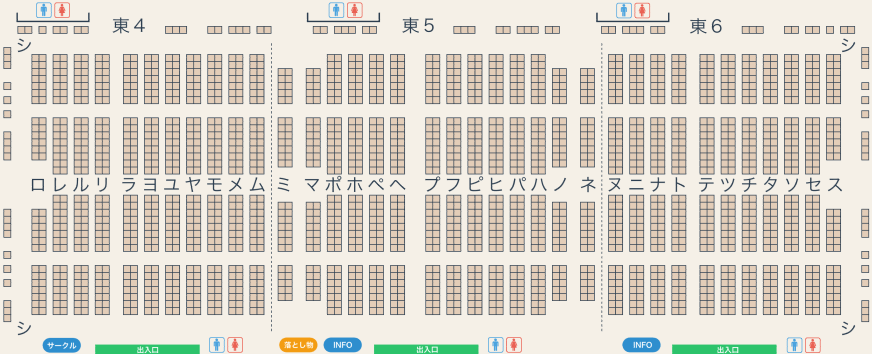 東4 東5 東6
シ シ
ロ レ ル リ ラ ヨ ユ ヤ モ メ ム ミ マ ポ ホ ペ ヘ プ フ ピ ヒ パ ハ ノ ネ ヌ ニ ナ ト テ ツ チ タ ソ セ ス
シ シ
サークル 落とし物 INFO INFO
出入口 出入口 出入口